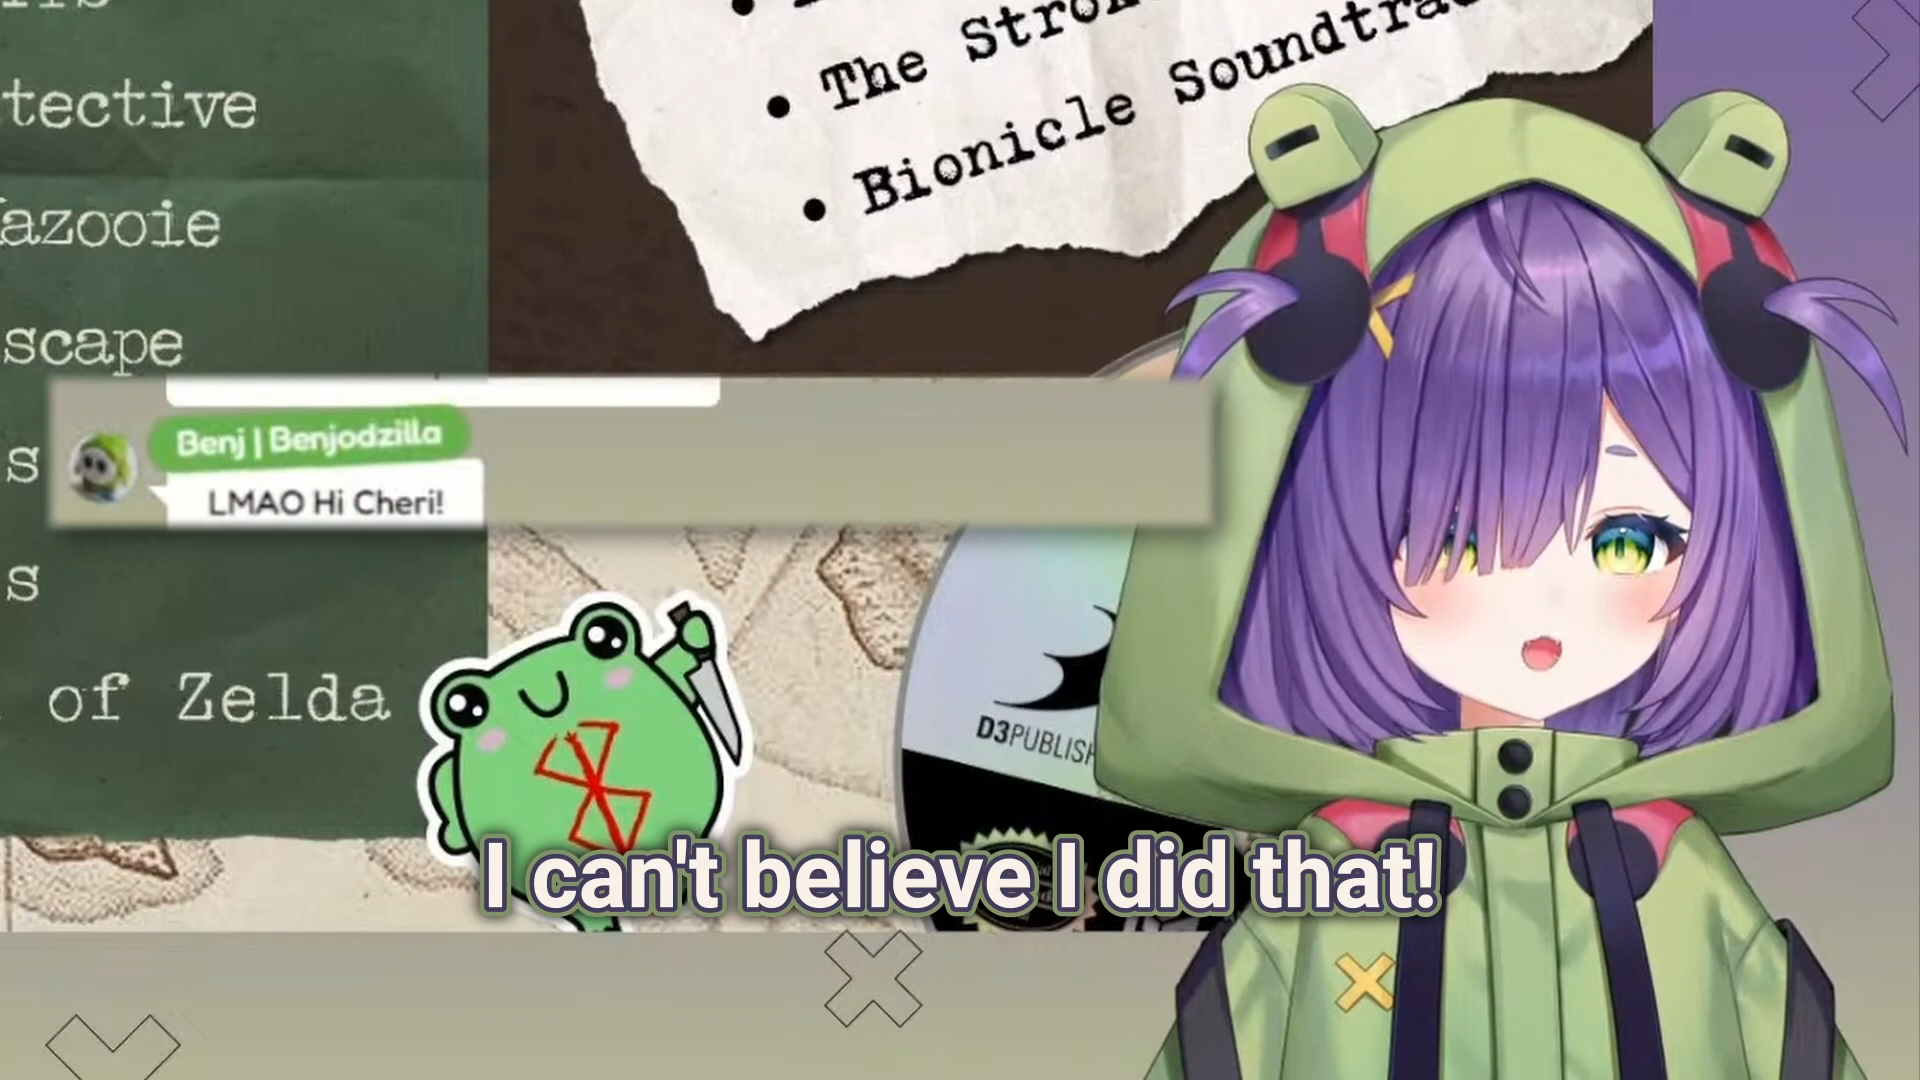 tective
azooie
scape
s
s
of Zelda
The Stro
Bionicle Soundtra
Benj | Benjodzilla
LMAO Hi Cheri!
D3PUBLISH
I can't believe I did that!